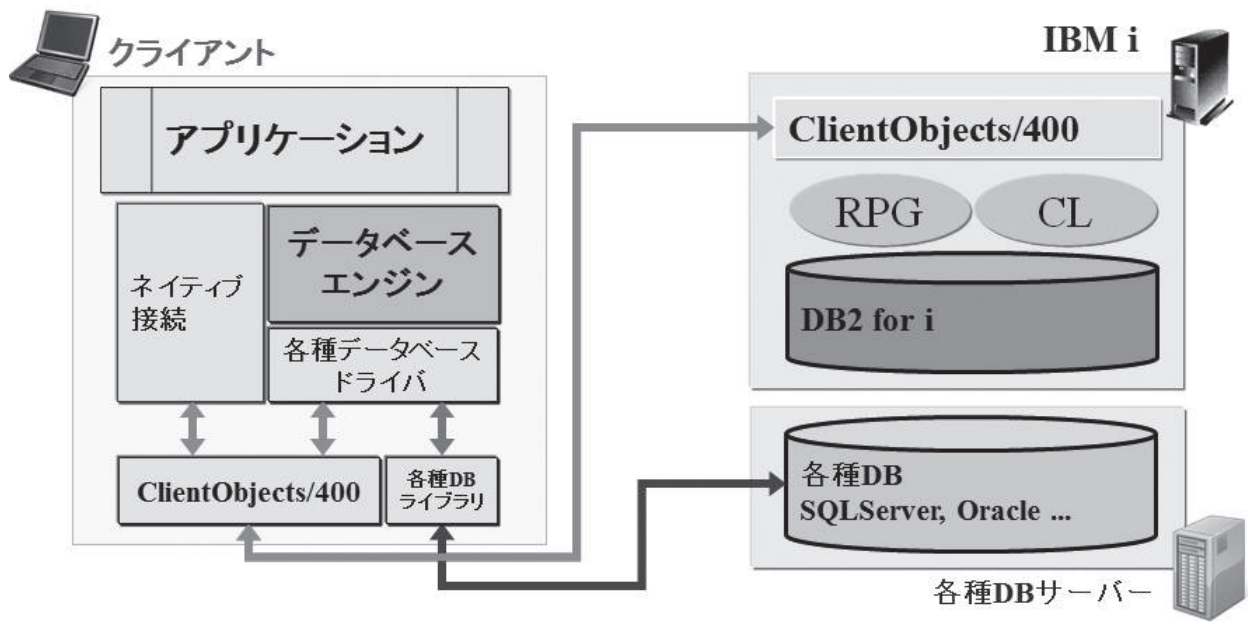 クライアント
アプリケーション
ネイティブ
接続
データベース
エンジン
各種データベース
ドライバ
ClientObjects/400
各種DB
ライブラリ
IBM i
ClientObjects/400
RPG
CL
DB2 for i
各種DB
SQLServer, Oracle ...
各種DBサーバー